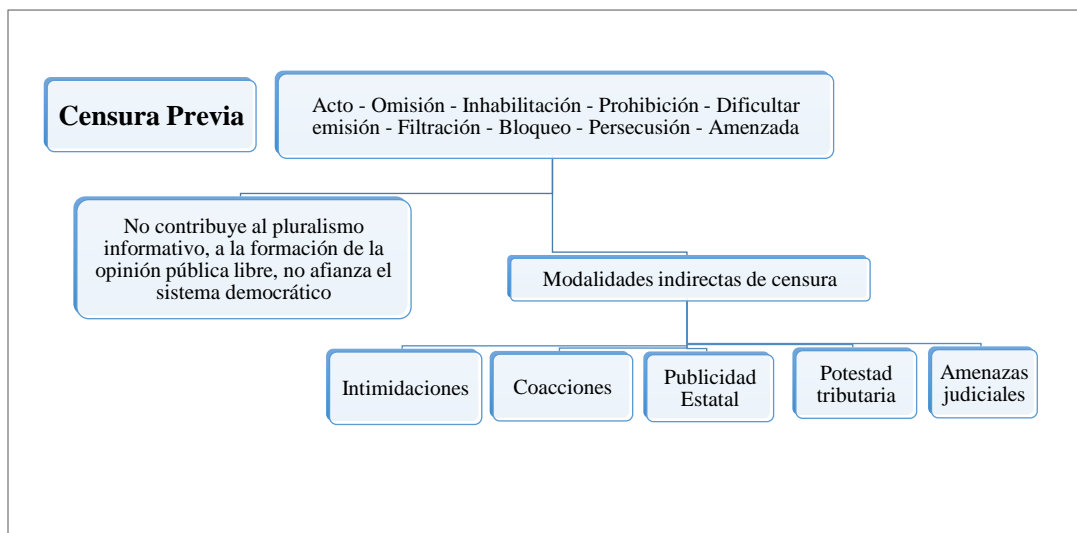 Censura Previa
Acto - Omisión - Inhabilitación - Prohibición - Dificultar
emisión - Filtración - Bloqueo - Persecusión - Amenzada
No contribuye al pluralismo
informativo, a la formación de la
opinión pública libre, no afianza el
sistema democrático
Modalidades indirectas de censura
Intimidaciones
Coacciones
Publicidad
Estatal
Potestad
tributaria
Amenazas
judiciales